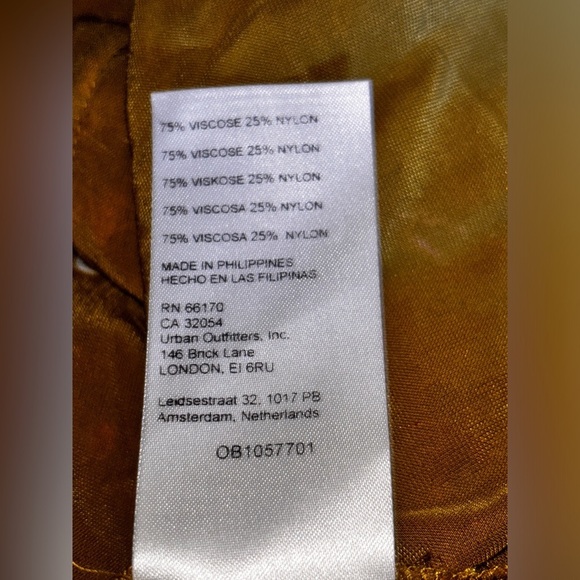 75% VISCOSE 25% NYLON
75% VISCOSE 25% NYLON
75% VISKOSE 25% NYLON
75% VISCOSA 25% NYLON
75% VISCOSA 25% NYLON
MADE IN PHILIPPINES
HECHO EN LAS FILIPINAS
RN 66170
CA 32054
Urban Outfitters, Inc.
146 Brick Lane
LONDON, EI 6RU
Leidsestraat 32, 1017 PB
Amsterdam, Netherlands
OB1057701